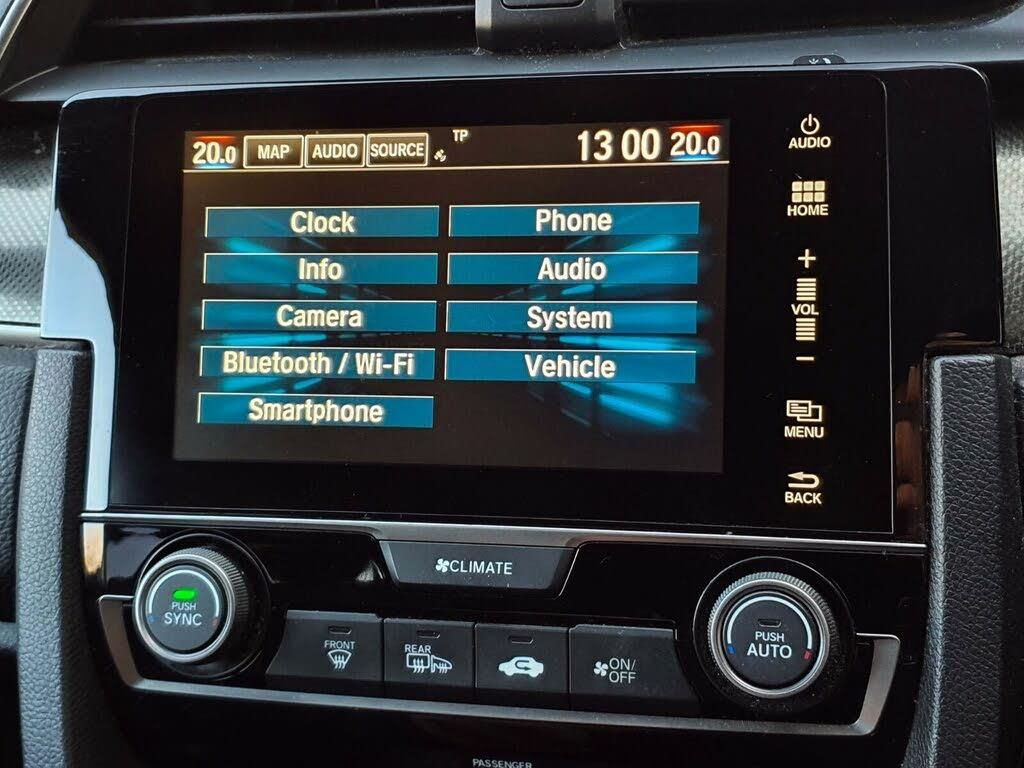 20.0 MAP AUDIO SOURCE TP 13 00 20.0
Clock
Phone
Info
Audio
Camera
System
Bluetooth / Wi-Fi
Vehicle
Smartphone
AUDIO
HOME
+
VOL
−
MENU
BACK
CLIMATE
PUSH
SYNC
FRONT
REAR
ON/
OFF
PUSH
AUTO
PASSENGER